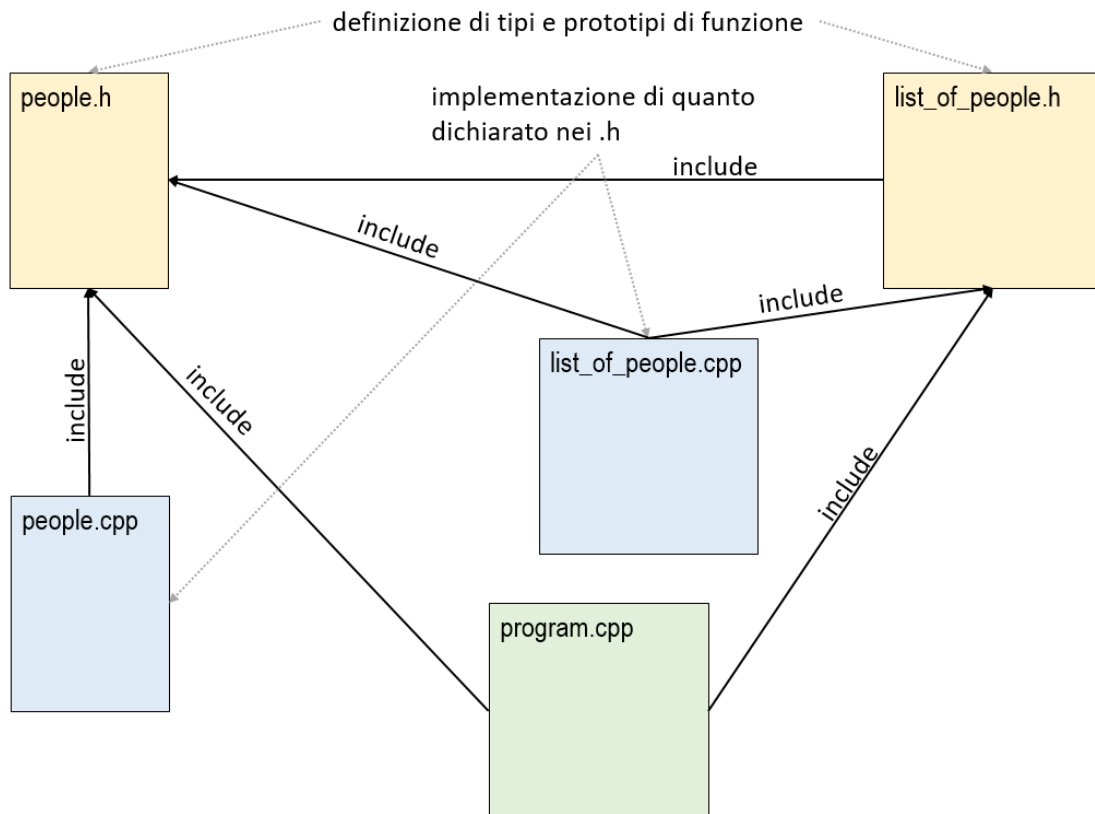 definizione di tipi e prototipi di funzione
people.h
list_of_people.h
implementazione di quanto
dichiarato nei .h
include
include
include
list_of_people.cpp
include
include
include
people.cpp
program.cpp